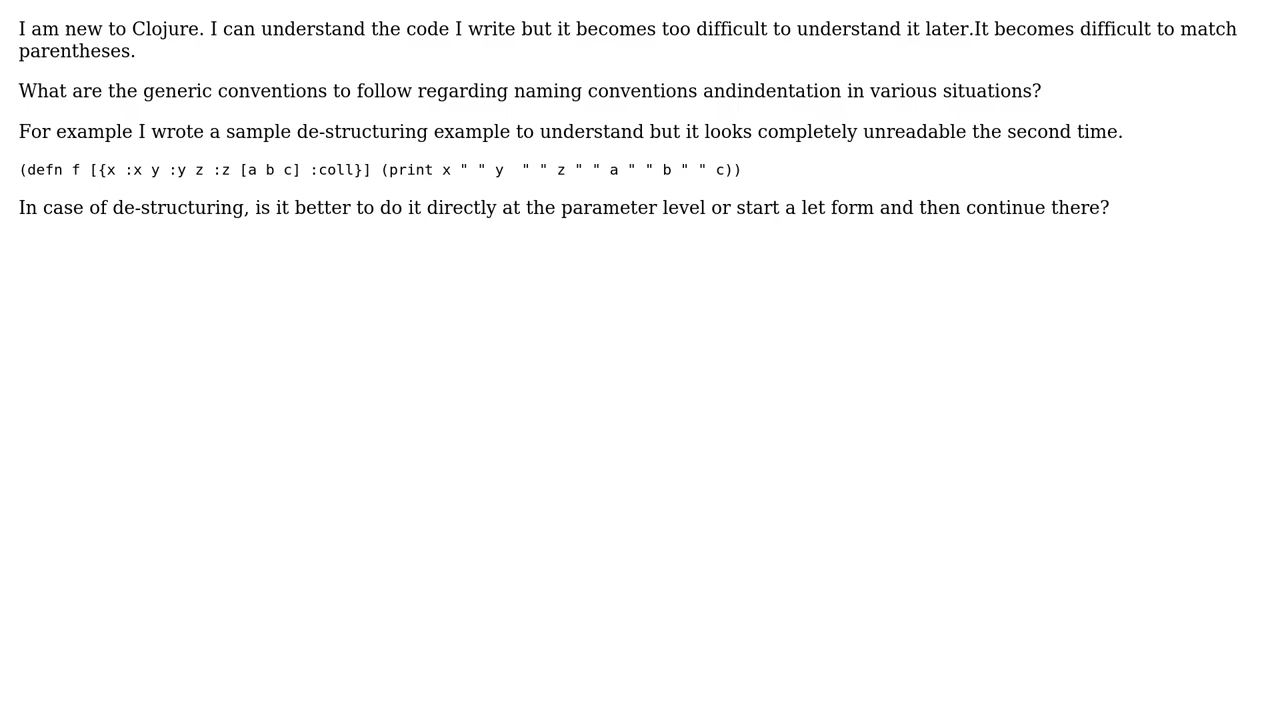 I am new to Clojure. I can understand the code I write but it becomes too difficult to understand it later.It becomes difficult to match
parentheses.
What are the generic conventions to follow regarding naming conventions andindentation in various situations?
For example I wrote a sample de-structuring example to understand but it looks completely unreadable the second time.
(defn f [{x :x y :y z :z [a b c] :coll}] (print x " " y  " " z " " a " " b " " c))
In case of de-structuring, is it better to do it directly at the parameter level or start a let form and then continue there?